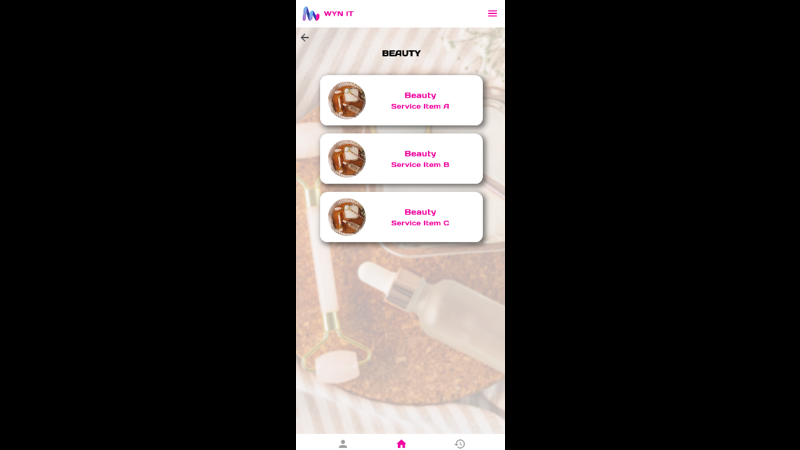 WYN IT
BEAUTY
Beauty
Service Item A
Beauty
Service Item B
Beauty
Service Item C